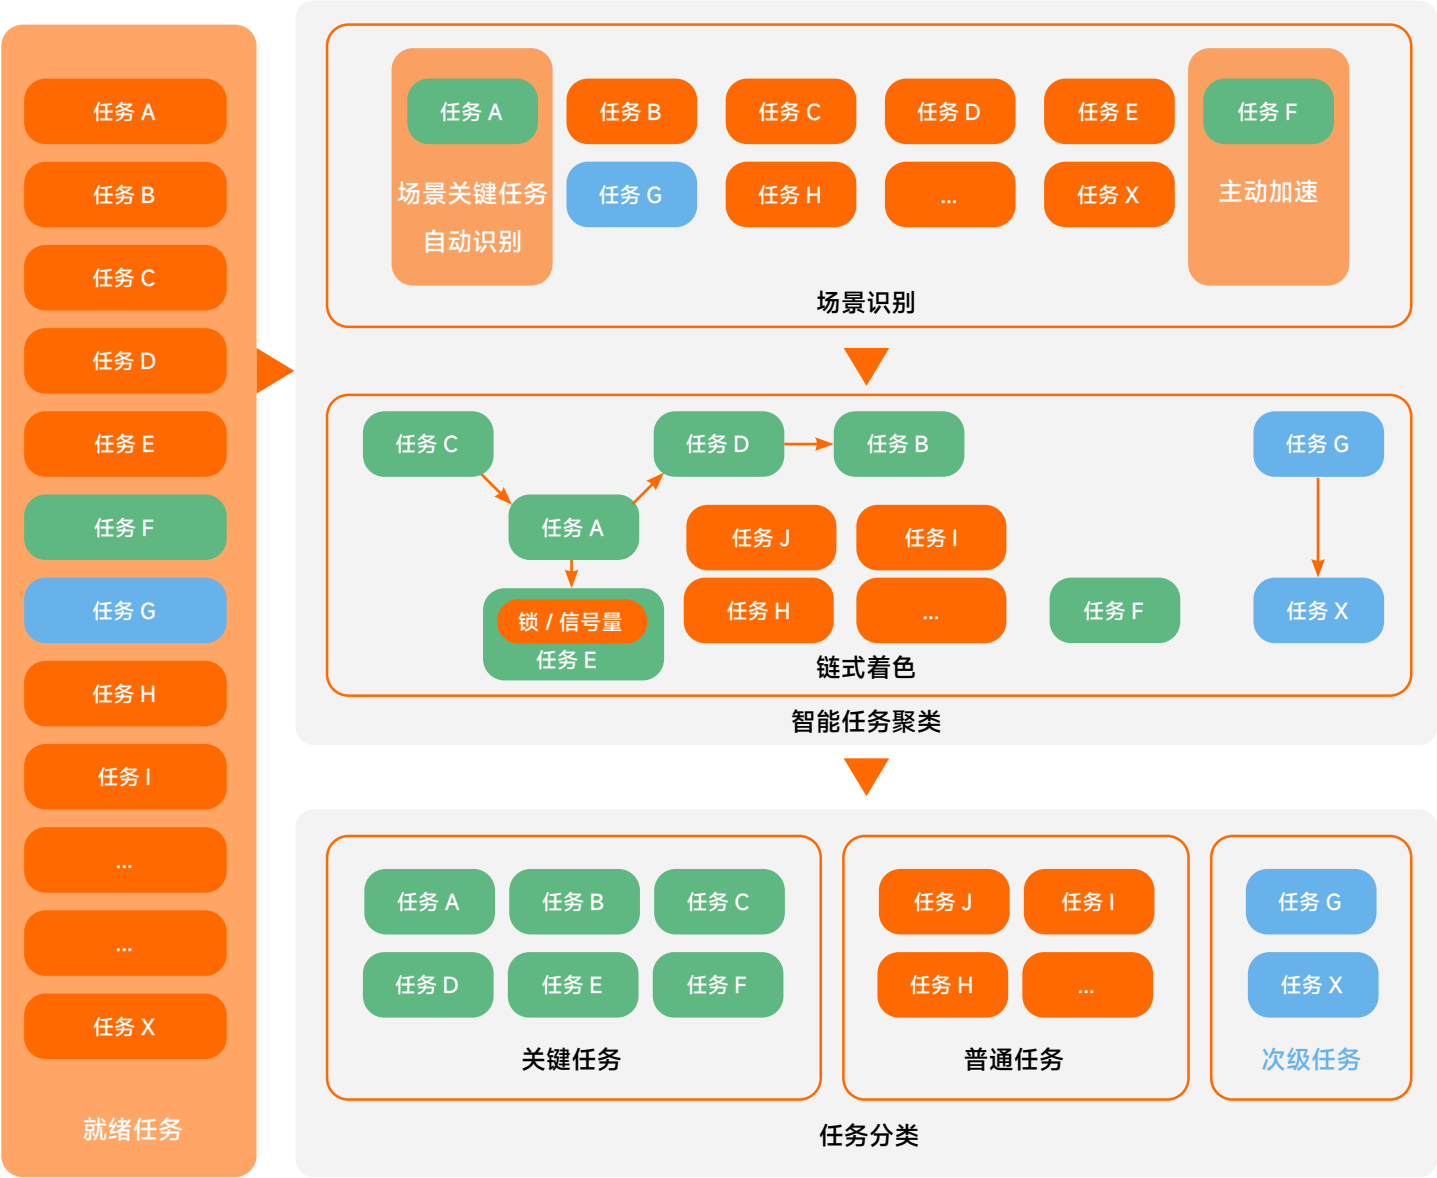 任务 A
任务 B
任务 C
任务 D
任务 E
任务 F
任务 G
任务 H
任务 I
...
...
任务 X
就绪任务
任务 A
任务 B
任务 C
任务 D
任务 E
任务 F
场景关键任务
自动识别
任务 G
任务 H
...
任务 X
主动加速
场景识别
任务 C
任务 D
任务 B
任务 G
任务 A
任务 J
任务 I
锁 / 信号量
任务 E
任务 H
...
任务 F
任务 X
链式着色
智能任务聚类
任务 A
任务 B
任务 C
任务 D
任务 E
任务 F
关键任务
任务 J
任务 I
任务 H
...
普通任务
任务 G
任务 X
次级任务
任务分类